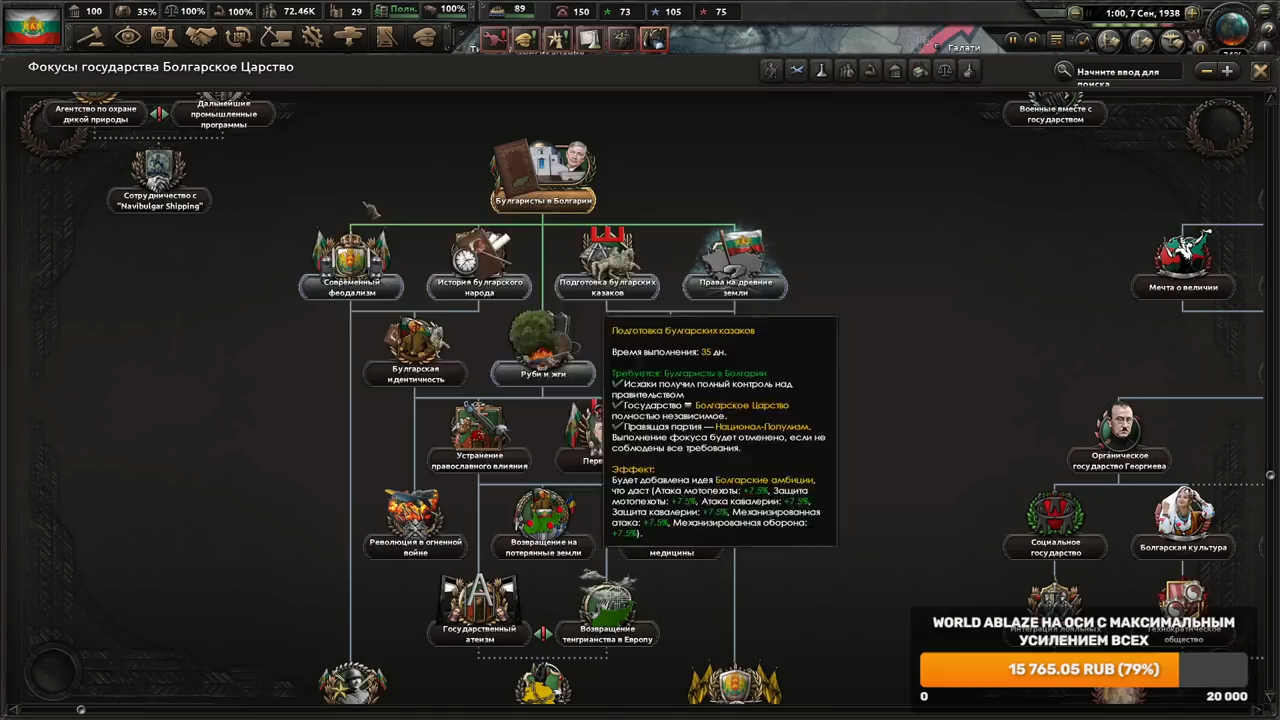 100
35%
100%
100%
72.46K
29
Полн.
100%
89
150
73
105
75
1:00, 7 Сен, 1938
Галати
Фокусы государства Болгарское Царство
Начните ввод для
поиска
Агентство по охране
дикой природы
Дальнейшие
промышленные
программы
Военные вместе с
государством
Сотрудничество с
"Navibulgar Shipping"
Булгаристы в Болгарии
Современный
феодализм
История булгарского
народа
Подготовка булгарских
казаков
Права на древние
земли
Мечта о величии
Булгарская
идентичность
Руби и жги
Подготовка булгарских казаков
Время выполнения: 35 дн.
Требуются: Булгаристы в Болгарии
Исхаки получил полный контроль над
правительством
Государство Болгарское Царство
полностью независимое.
Правящая партия — Национал-Популизм.
Выполнение фокуса будет отменено, если не
соблюдены все требования.
Эффект:
Будет добавлена идея Болгарские амбиции,
что даст (Атака мотопехоты: +7.5%, Защита
мотопехоты: +7.5%, Атака кавалерии: +7.5%,
Защита кавалерии: +7.5%, Механизированная
атака: +7.5%, Механизированная оборона:
+7.5%).
Устранение
православного влияния
Органическое
государство Георгиева
Революция в огненной
войне
Возвращение на
потерянные земли
медицины
Социальное
государство
Болгарская культура
Государственный
атеизм
Возвращение
тенгрианства в Европу
WORLD ABLAZE НА ОСИ С МАКСИМАЛЬНЫМ
УСИЛЕНИЕМ ВСЕХ
15 765.05 RUB (79%)
0
20 000